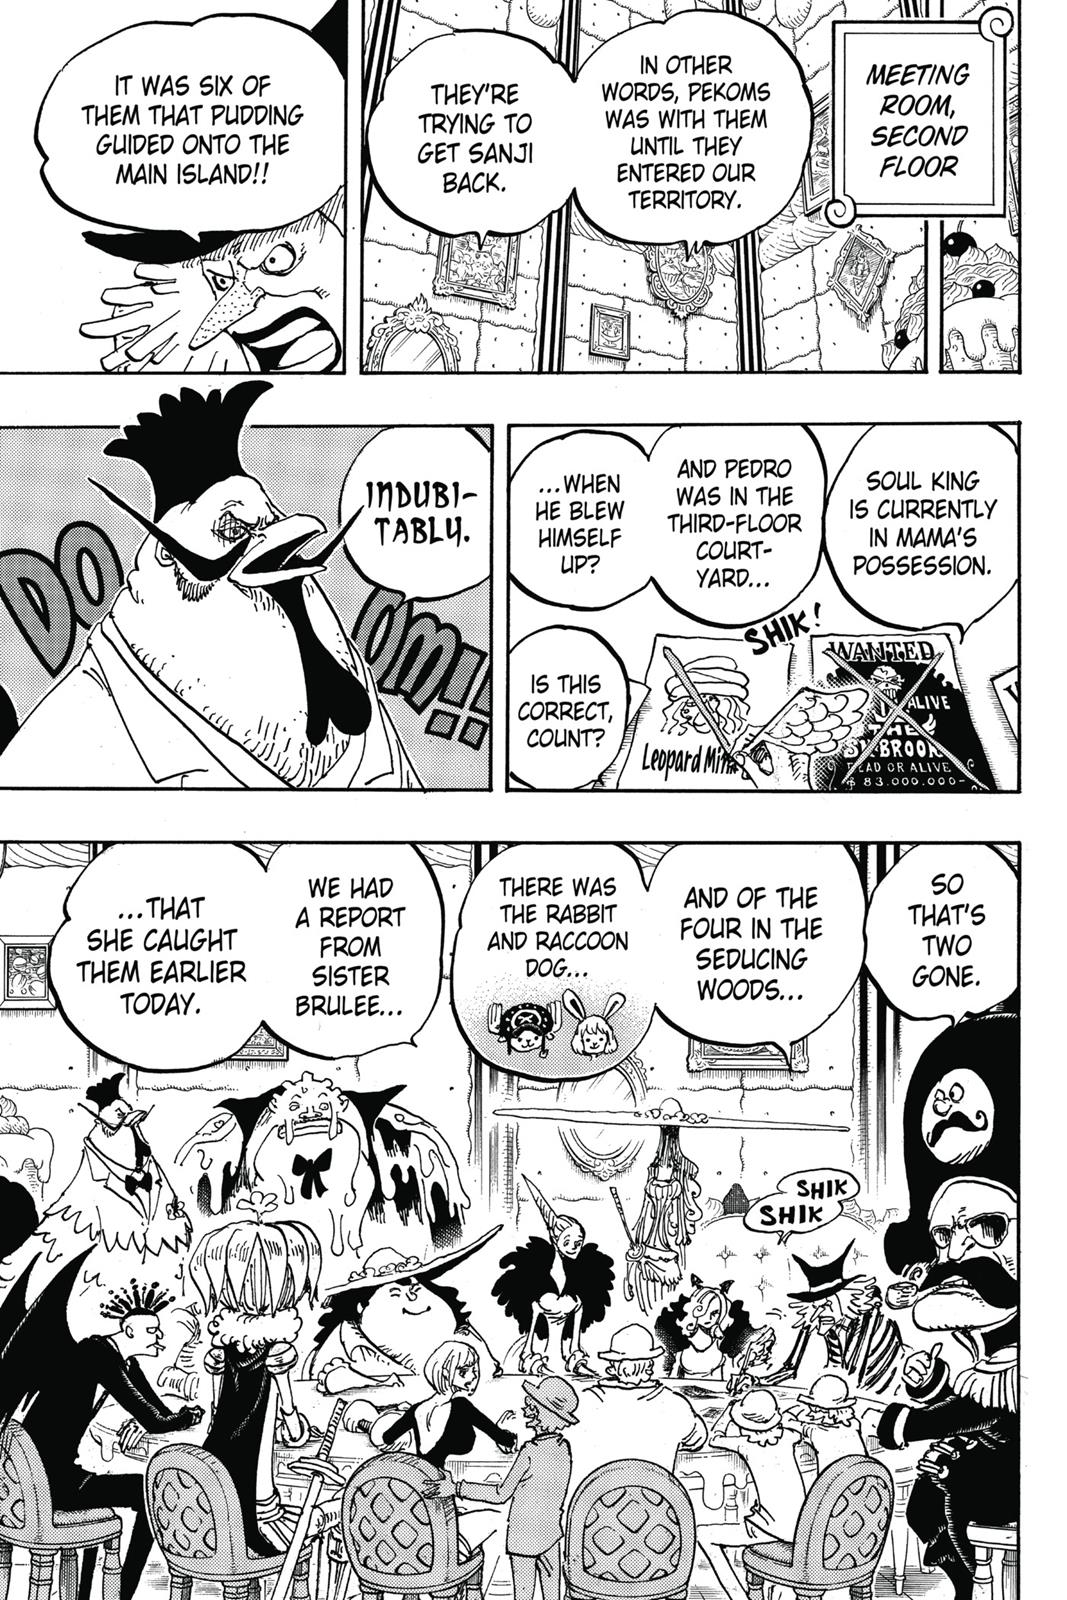 MEETING
ROOM,
SECOND
FLOOR
IN OTHER
WORDS, PEKOMS
WAS WITH THEM
UNTIL THEY
ENTERED OUR
TERRITORY.
THEY'RE
TRYING TO
GET SANJI
BACK.
IT WAS SIX OF
THEM THAT PUDDING
GUIDED ONTO THE
MAIN ISLAND!!
SOUL KING
IS CURRENTLY
IN MAMA'S
POSSESSION.
AND PEDRO
WAS IN THE
THIRD-FLOOR
COURT-
YARD...
...WHEN
HE BLEW
HIMSELF
UP?
SHIK!
WANTED
ALIVE
BROOK
DEAD OR ALIVE
83,000,000-
Leopard
IS THIS
CORRECT,
COUNT?
INDUBI-
TABLY.
DOOM!!
SO
THAT'S
TWO
GONE.
AND OF THE
FOUR IN THE
SEDUCING
WOODS...
THERE WAS
THE RABBIT
AND RACCOON
DOG...
WE HAD
A REPORT
FROM
SISTER
BRULEE...
...THAT
SHE CAUGHT
THEM EARLIER
TODAY.
SHIK
SHIK